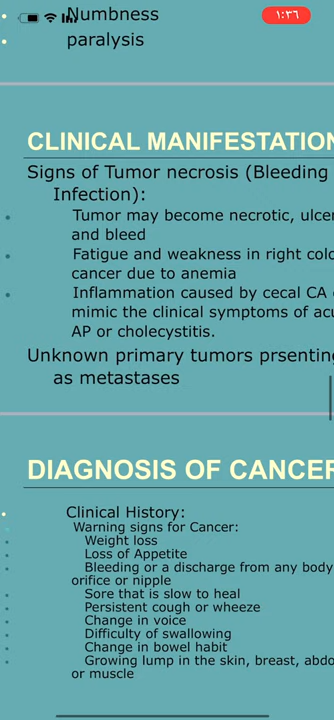 ١:٣٦
Numbness
paralysis
CLINICAL MANIFESTATION
Signs of Tumor necrosis (Bleeding
Infection):
Tumor may become necrotic, ulcer
and bleed
Fatigue and weakness in right colo
cancer due to anemia
Inflammation caused by cecal CA
mimic the clinical symptoms of acu
AP or cholecystitis.
Unknown primary tumors prsenting
as metastases
DIAGNOSIS OF CANCER
Clinical History:
Warning signs for Cancer:
Weight loss
Loss of Appetite
Bleeding or a discharge from any body
orifice or nipple
Sore that is slow to heal
Persistent cough or wheeze
Change in voice
Difficulty of swallowing
Change in bowel habit
Growing lump in the skin, breast, abdo
or muscle